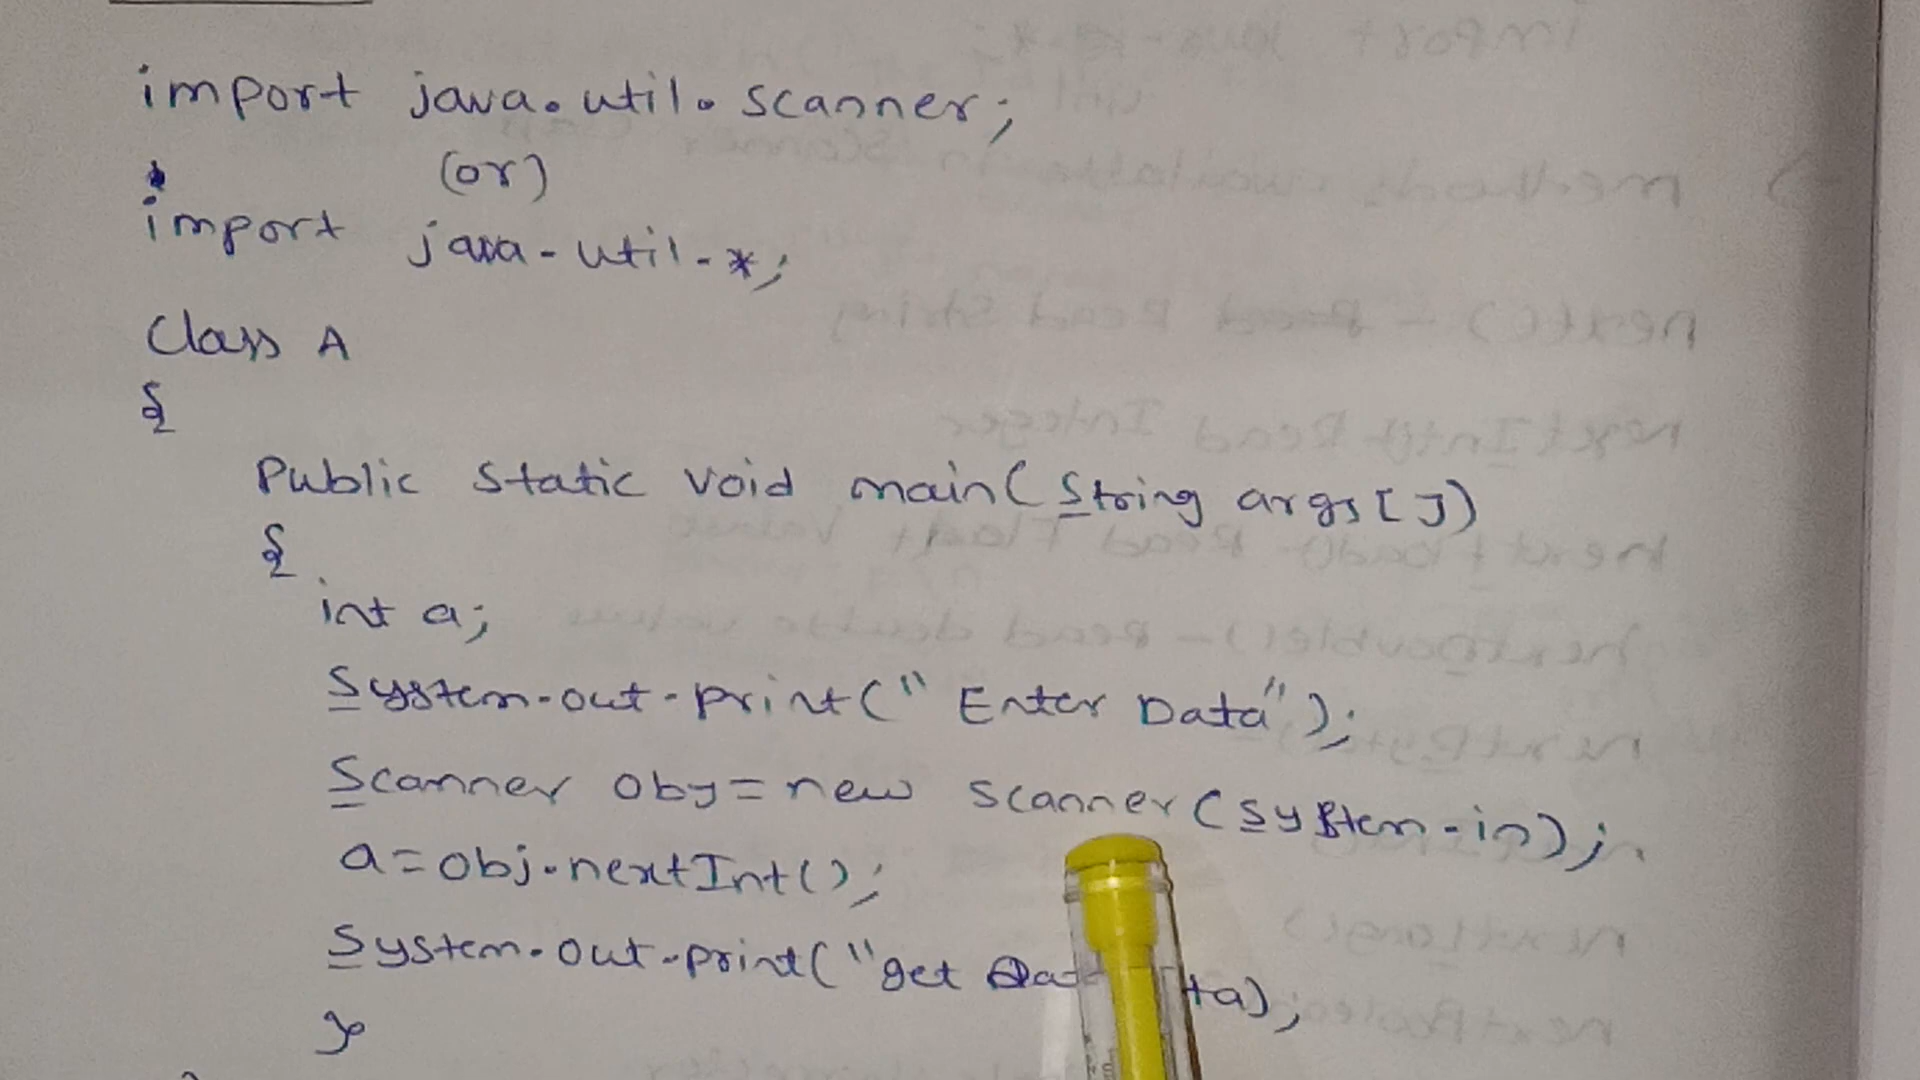 import java.util.scanner;
(or)
import java.util.*;
Class A
{
Public static void main(String args[])
{
int a;
System.out.print("Enter Data");
Scanner obj=new scanner(System.in);
a=obj.nextInt();
System.out.print("get +a);
}